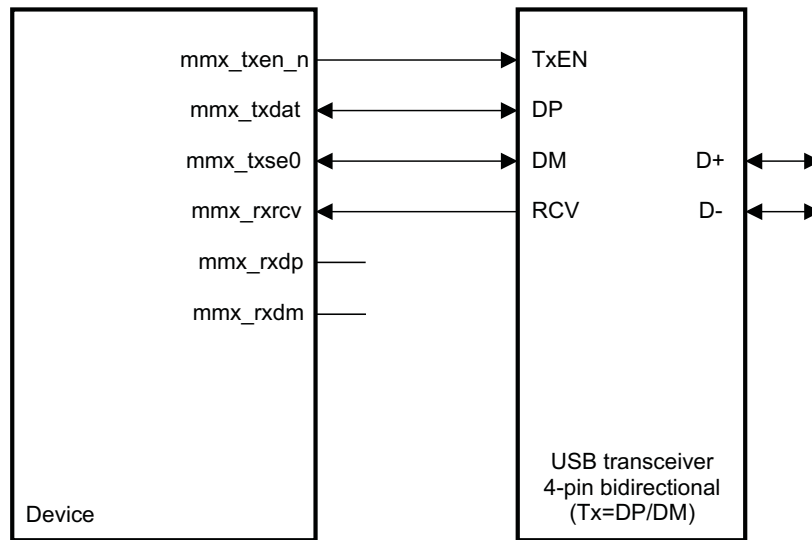 mmx_txen_n TxEN
mmx_txdat DP
mmx_txse0 DM D+
mmx_rxrcv RCV D-
mmx_rxdp
mmx_rxdm
USB transceiver
4-pin bidirectional
(Tx=DP/DM)
Device